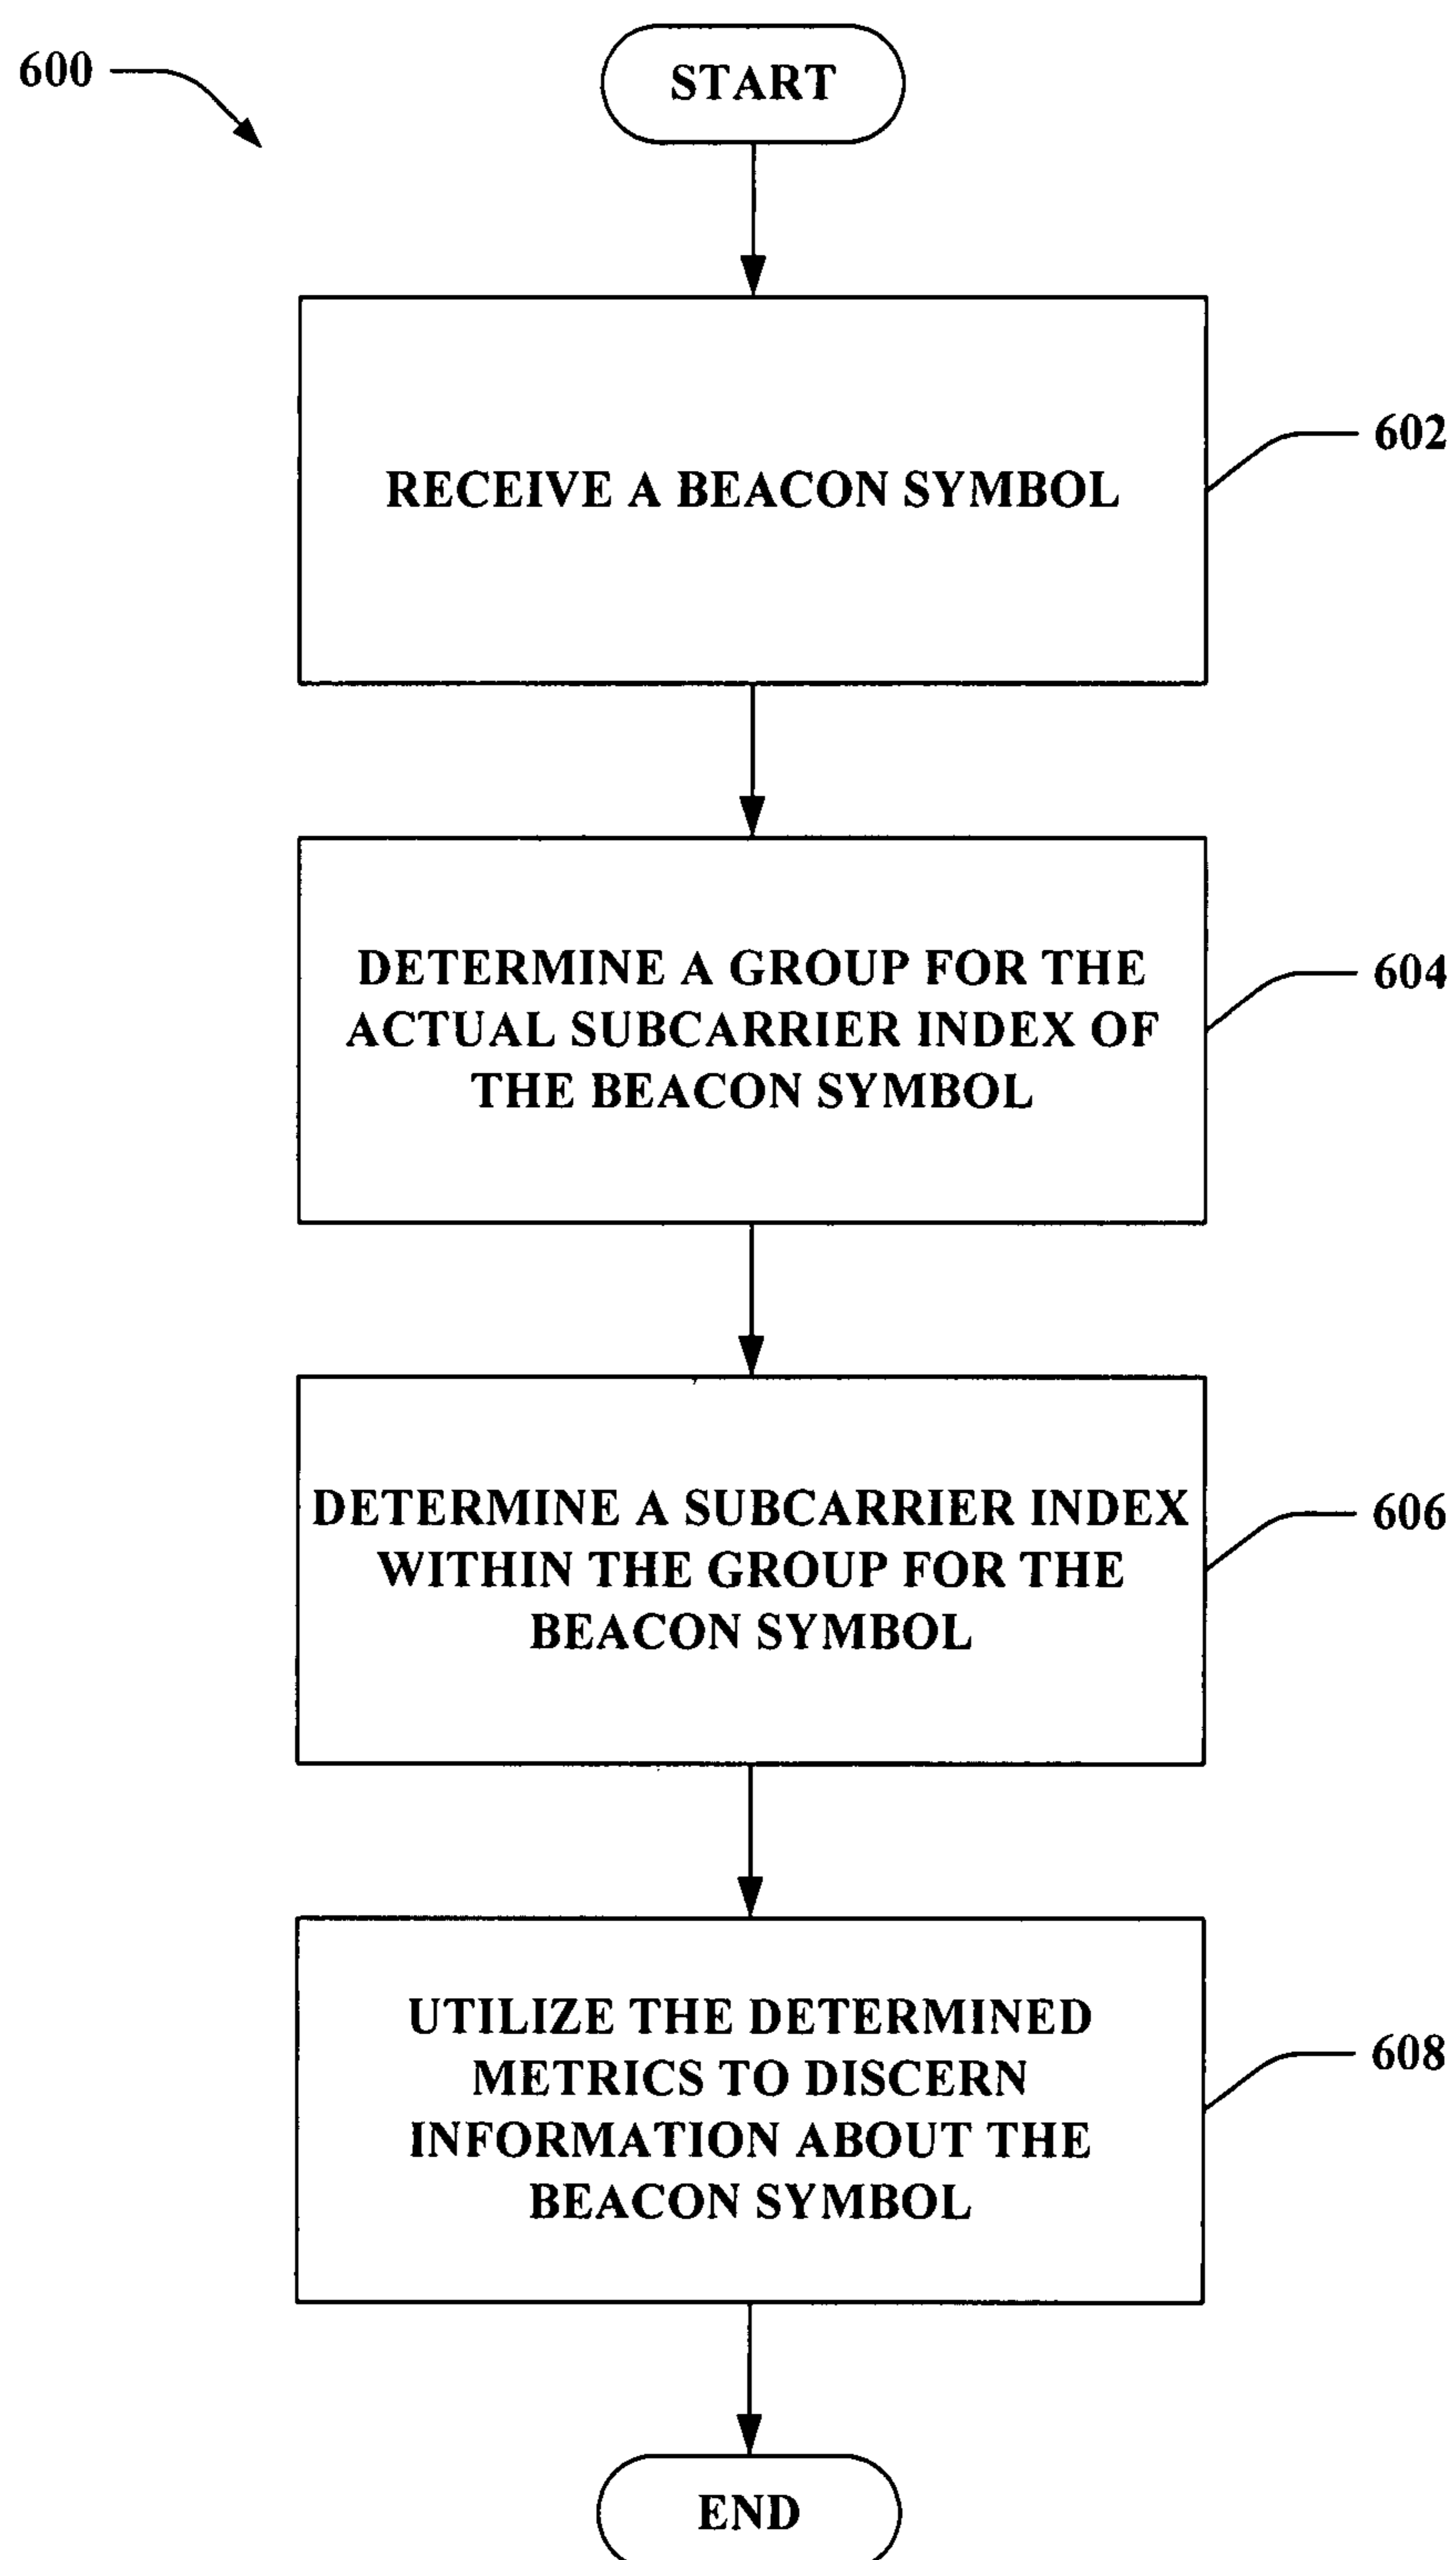 600
START
RECEIVE A BEACON SYMBOL
602
DETERMINE A GROUP FOR THE
ACTUAL SUBCARRIER INDEX OF
THE BEACON SYMBOL
604
DETERMINE A SUBCARRIER INDEX
WITHIN THE GROUP FOR THE
BEACON SYMBOL
606
UTILIZE THE DETERMINED
METRICS TO DISCERN
INFORMATION ABOUT THE
BEACON SYMBOL
608
END